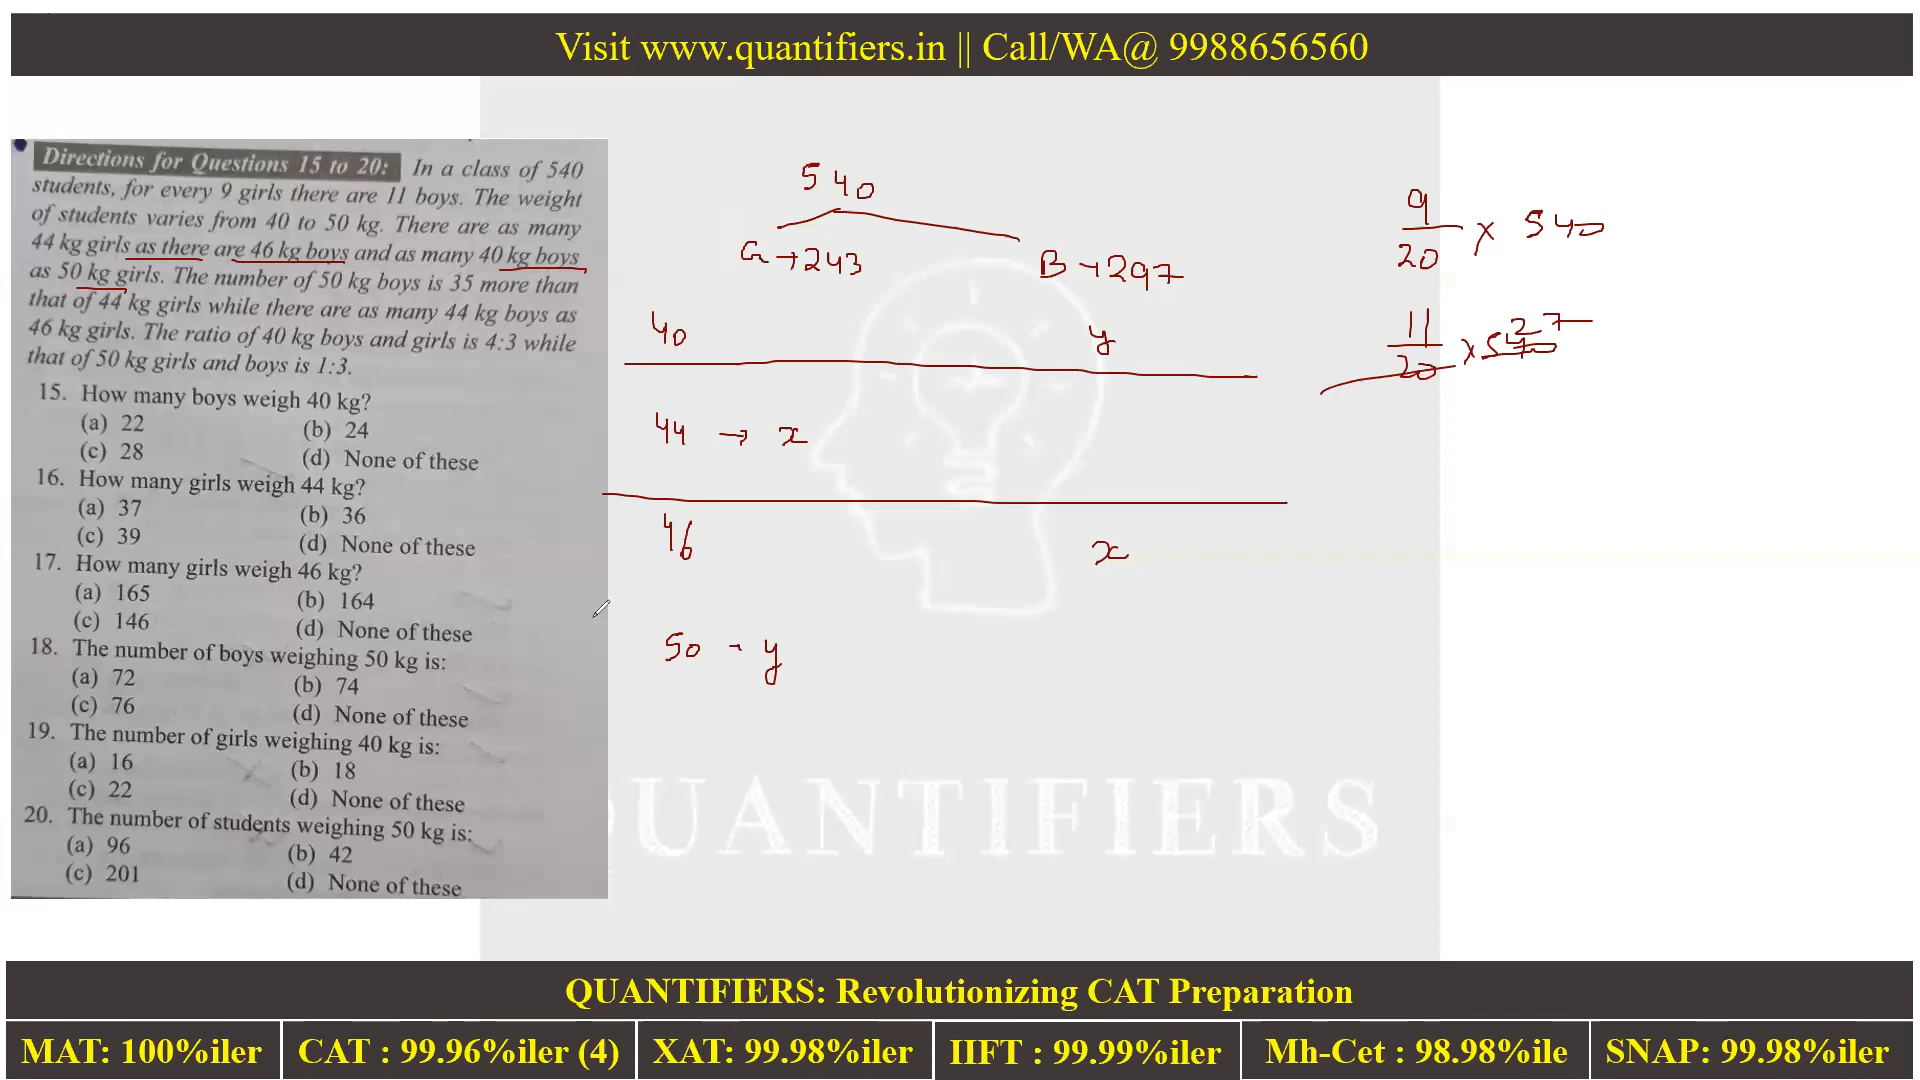 Visit www.quantifiers.in || Call/WA@ 9988656560
Directions for Questions 15 to 20: In a class of 540
students, for every 9 girls there are 11 boys. The weight
of students varies from 40 to 50 kg. There are as many
44 kg girls as there are 46 kg boys and as many 40 kg boys
as 50 kg girls. The number of 50 kg boys is 35 more than
that of 44 kg girls while there are as many 44 kg boys as
46 kg girls. The ratio of 40 kg boys and girls is 4:3 while
that of 50 kg girls and boys is 1:3.
15. How many boys weigh 40 kg?
(a) 22 (b) 24
(c) 28 (d) None of these
16. How many girls weigh 44 kg?
(a) 37 (b) 36
(c) 39 (d) None of these
17. How many girls weigh 46 kg?
(a) 165 (b) 164
(c) 146 (d) None of these
18. The number of boys weighing 50 kg is:
(a) 72 (b) 74
(c) 76 (d) None of these
19. The number of girls weighing 40 kg is:
(a) 16 (b) 18
(c) 22 (d) None of these
20. The number of students weighing 50 kg is:
(a) 96 (b) 42
(c) 201 (d) None of these
540
G→243 B→297
40 y
44 → x
46 x
50 - y
9/20 × 540
11/20 × 540 27
QUANTIFIERS
QUANTIFIERS: Revolutionizing CAT Preparation
MAT: 100%iler CAT : 99.96%iler (4) XAT: 99.98%iler IIFT : 99.99%iler Mh-Cet : 98.98%ile SNAP: 99.98%iler